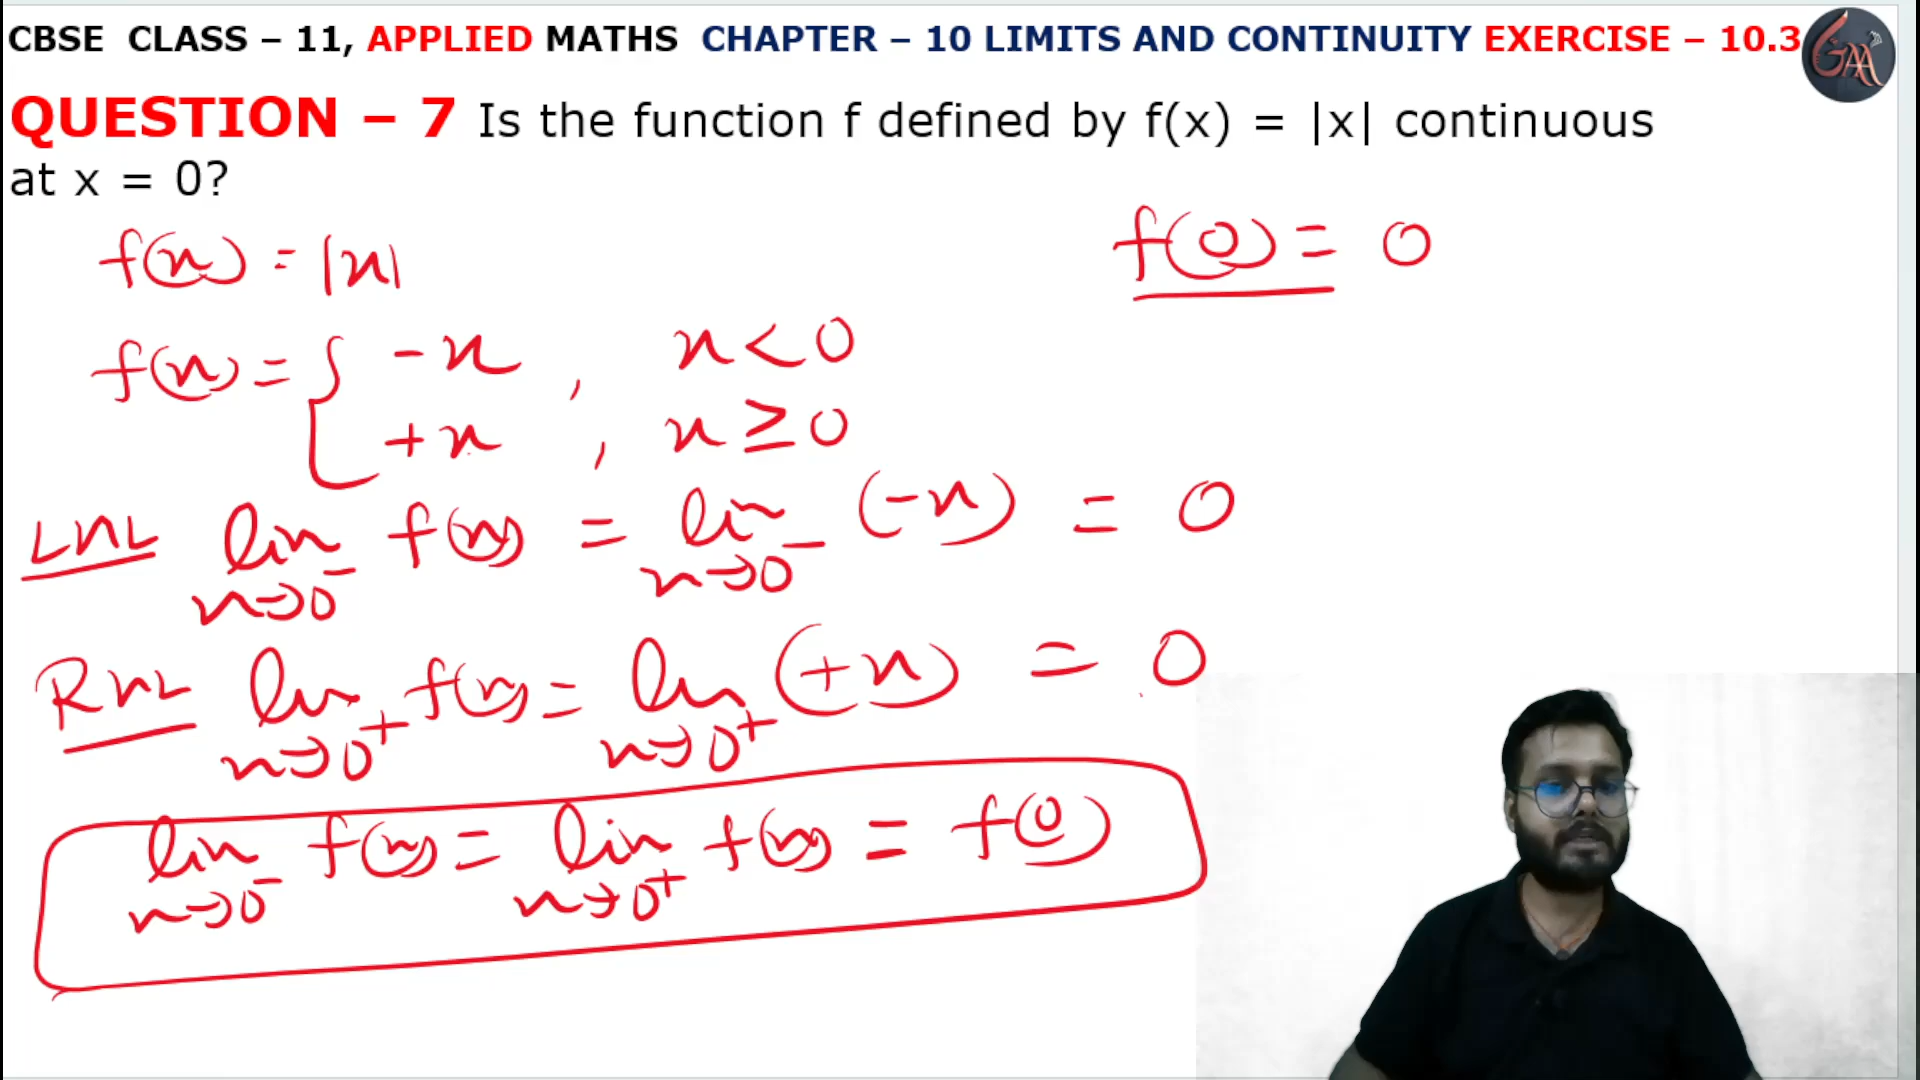 CBSE CLASS – 11, APPLIED MATHS CHAPTER – 10 LIMITS AND CONTINUITY EXERCISE – 10.3
GAA
QUESTION – 7 Is the function f defined by f(x) = |x| continuous
at x = 0?
f(0) = 0
f(x) = |x|
f(x) = { -x , x < 0
+x , x ≥ 0
LHL lim x→0⁻ f(x) = lim x→0⁻ (-x) = 0
RHL lim x→0⁺ f(x) = lim x→0⁺ (+x) = 0
lim x→0⁻ f(x) = lim x→0⁺ f(x) = f(0)